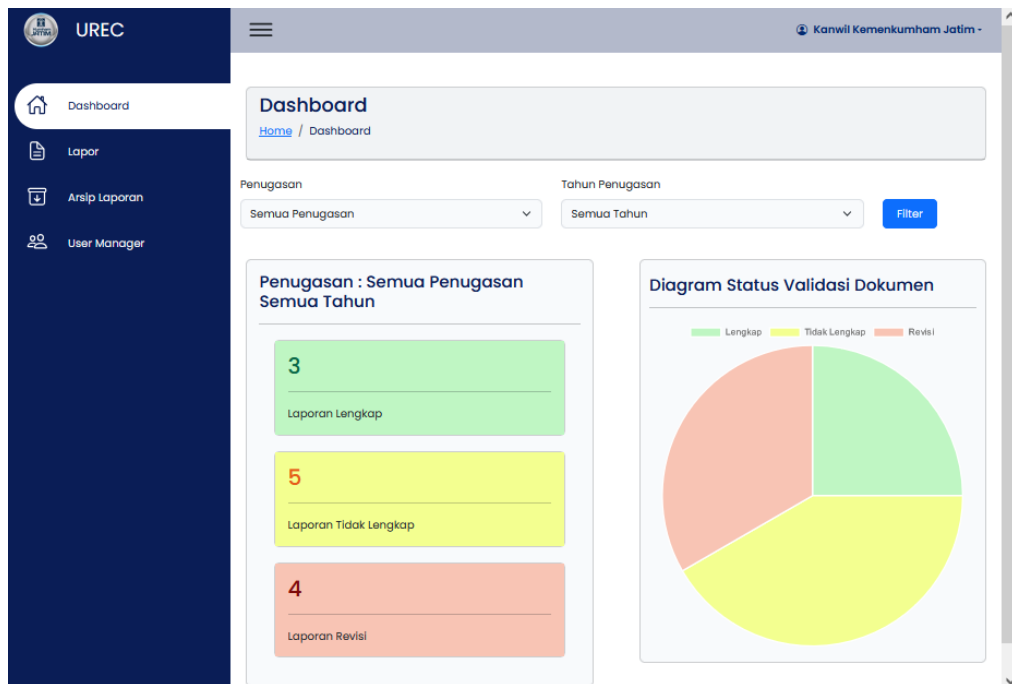 UREC
Kanwil Kemenkumham Jatim -
Dashboard
Lapor
Arsip Laporan
User Manager
Dashboard
Home / Dashboard
Penugasan
Tahun Penugasan
Semua Penugasan
Semua Tahun
Filter
Penugasan : Semua Penugasan
Semua Tahun
3
Laporan Lengkap
5
Laporan Tidak Lengkap
4
Laporan Revisi
Diagram Status Validasi Dokumen
Lengkap Tidak Lengkap Revisi